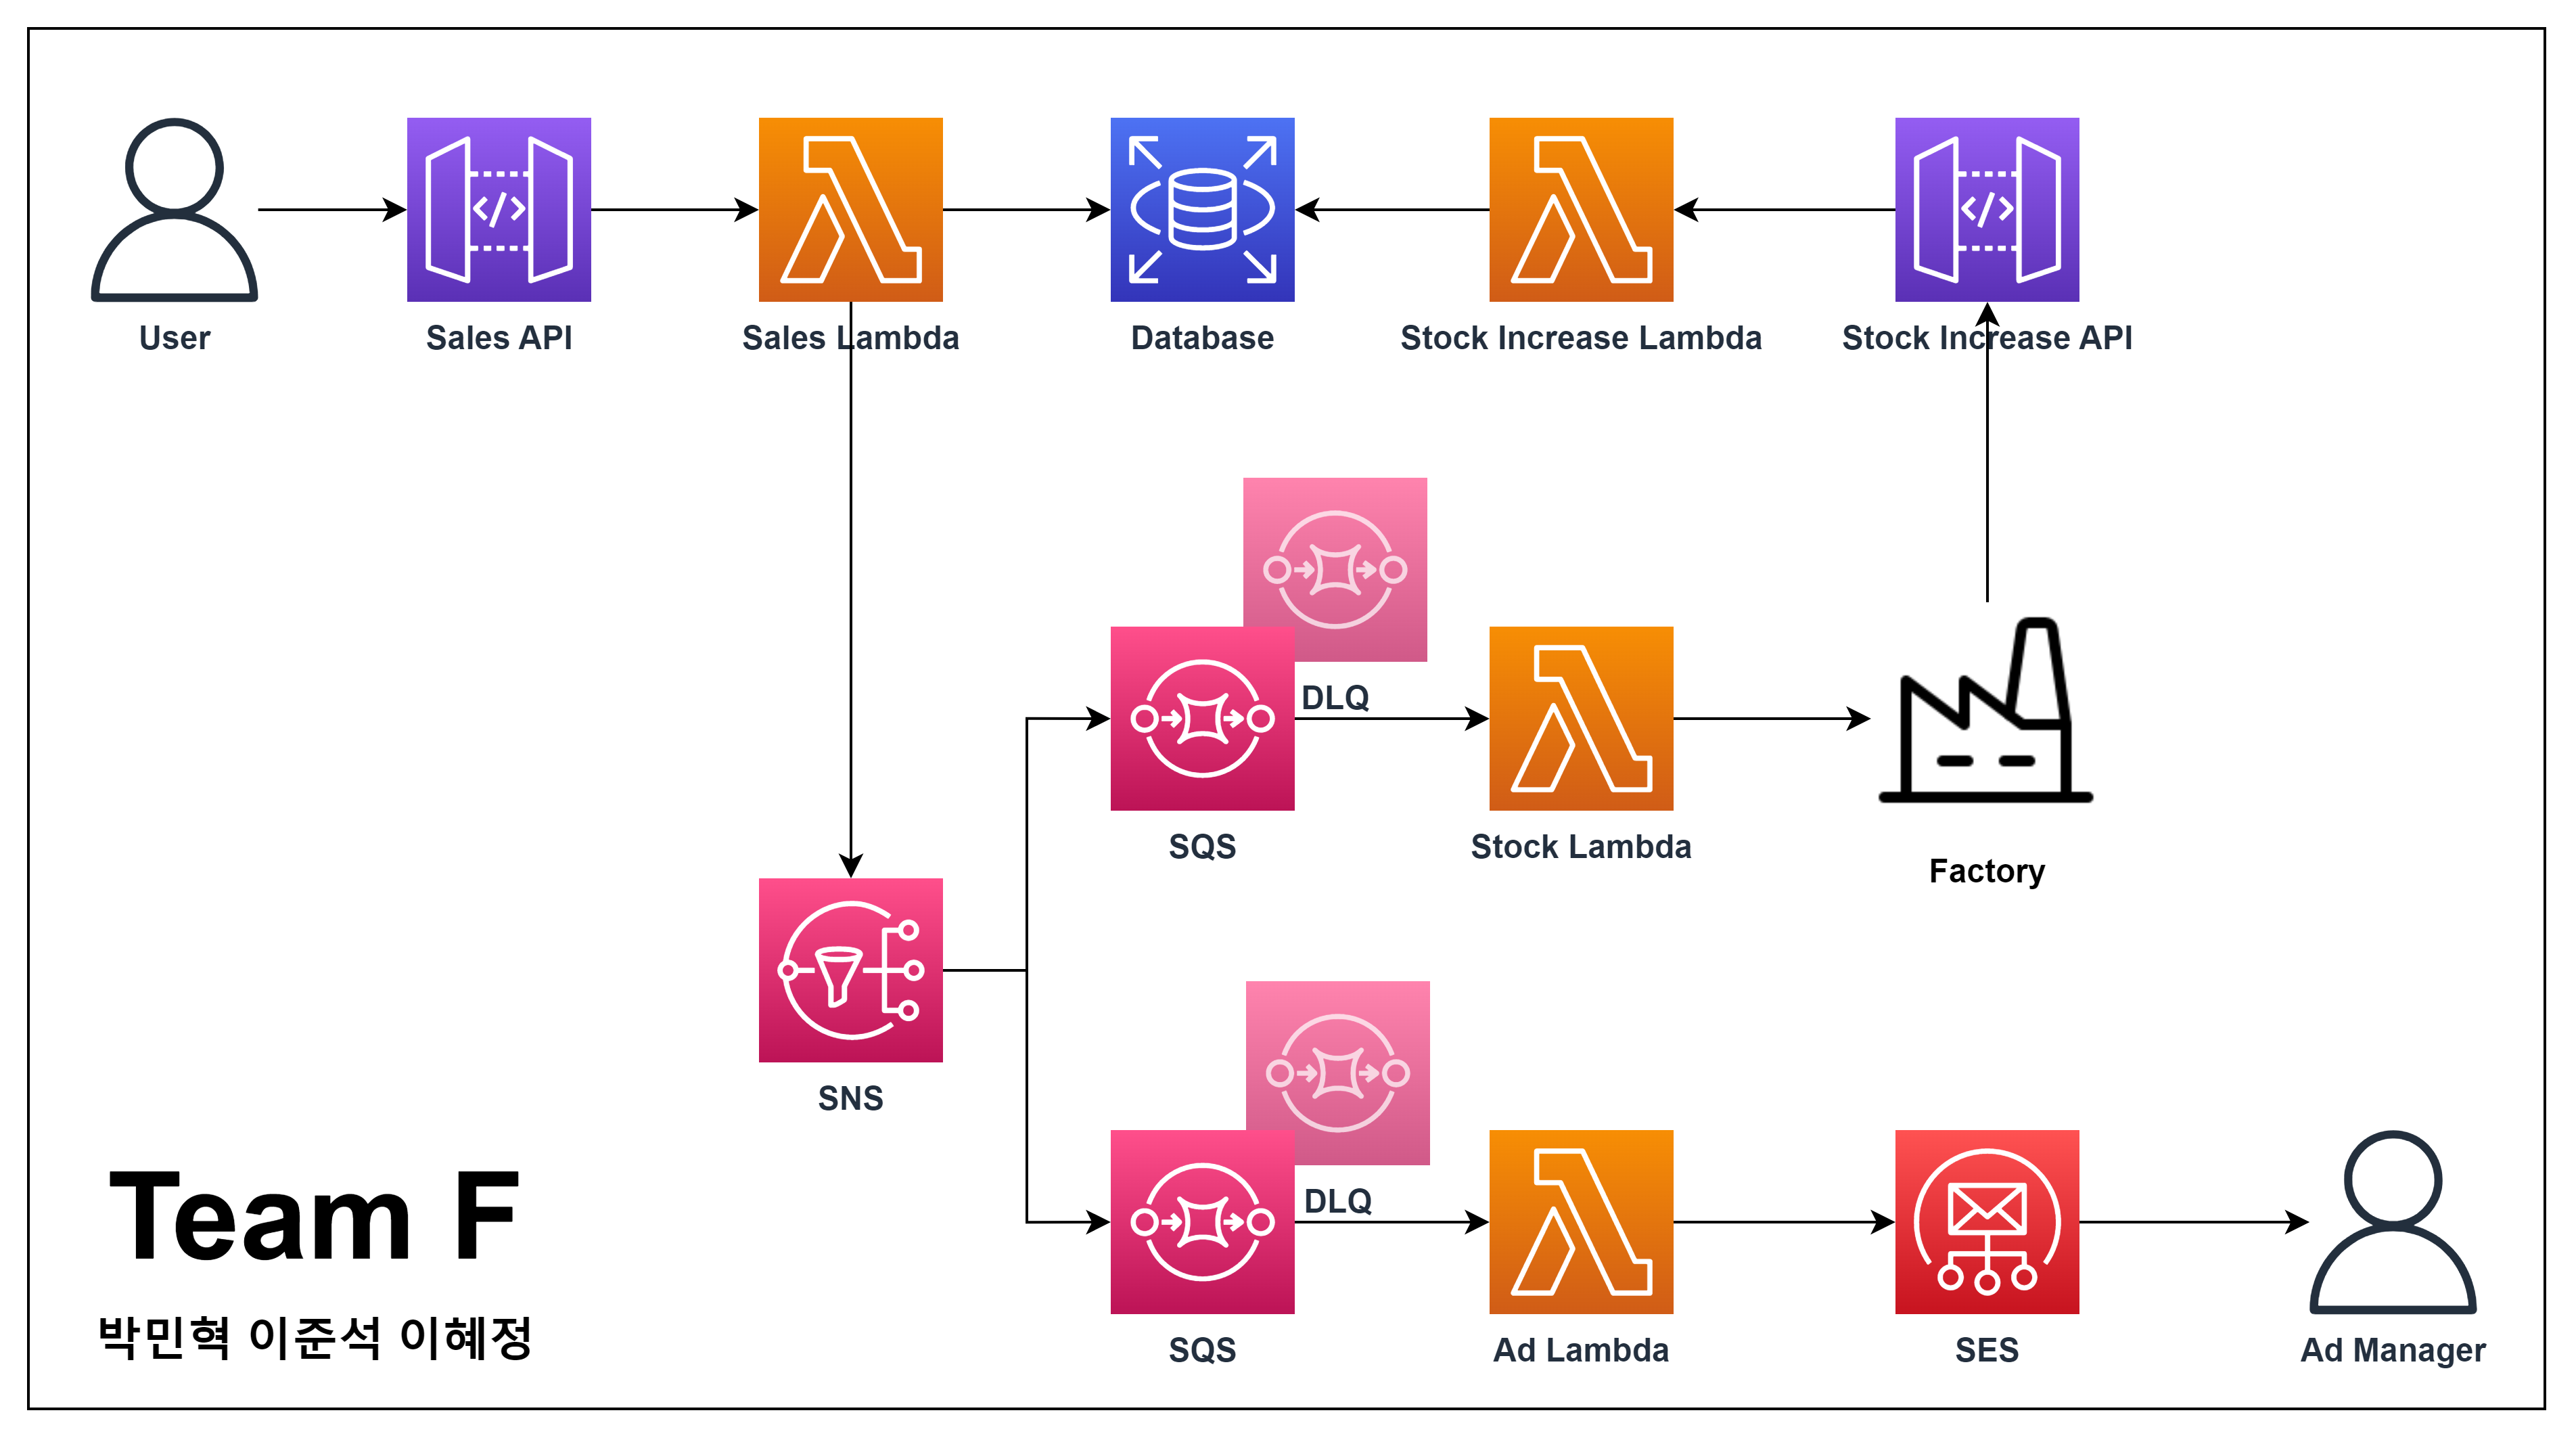 User
Sales API
Sales Lambda
Database
Stock Increase Lambda
Stock Increase API
DLQ
SQS
Stock Lambda
Factory
SNS
DLQ
SQS
Ad Lambda
SES
Ad Manager
Team F
박민혁 이준석 이혜정